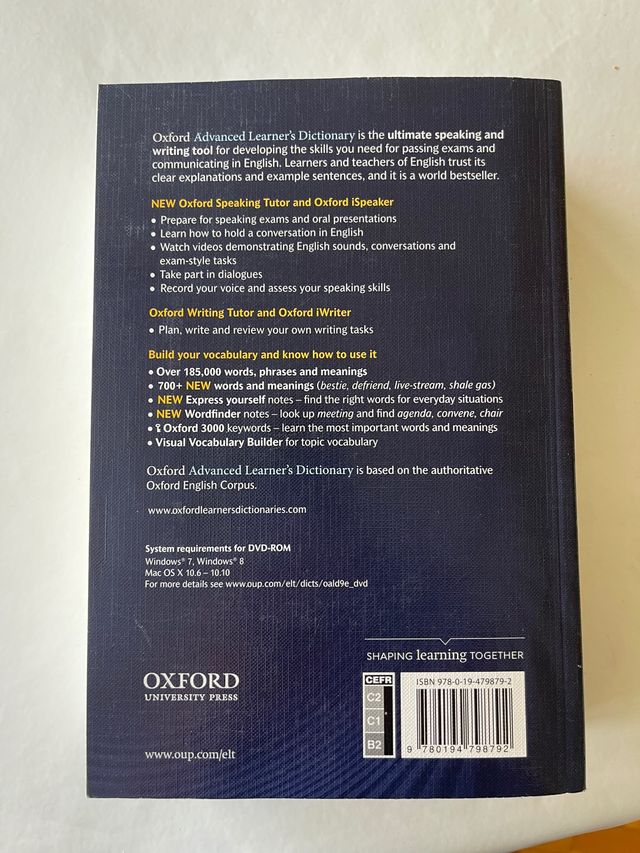 Oxford Advanced Learner's Dictionary is the ultimate speaking and
writing tool for developing the skills you need for passing exams and
communicating in English. Learners and teachers of English trust its
clear explanations and example sentences, and it is a world bestseller.
NEW Oxford Speaking Tutor and Oxford iSpeaker
• Prepare for speaking exams and oral presentations
• Learn how to hold a conversation in English
• Watch videos demonstrating English sounds, conversations and
exam-style tasks
• Take part in dialogues
• Record your voice and assess your speaking skills
Oxford Writing Tutor and Oxford iWriter
• Plan, write and review your own writing tasks
Build your vocabulary and know how to use it
• Over 185,000 words, phrases and meanings
• 700+ NEW words and meanings (bestie, defriend, live-stream, shale gas)
• NEW Express yourself notes – find the right words for everyday situations
• NEW Wordfinder notes – look up meeting and find agenda, convene, chair
• Oxford 3000 keywords – learn the most important words and meanings
• Visual Vocabulary Builder for topic vocabulary
Oxford Advanced Learner's Dictionary is based on the authoritative
Oxford English Corpus.
www.oxfordlearnersdictionaries.com
System requirements for DVD-ROM
Windows® 7, Windows® 8
Mac OS X 10.6 – 10.10
For more details see www.oup.com/elt/dicts/oald9e_dvd
SHAPING learning TOGETHER
OXFORD
UNIVERSITY PRESS
www.oup.com/elt
CEFR
C2
C1
B2
ISBN 978-0-19-479879-2
9 780194 798792